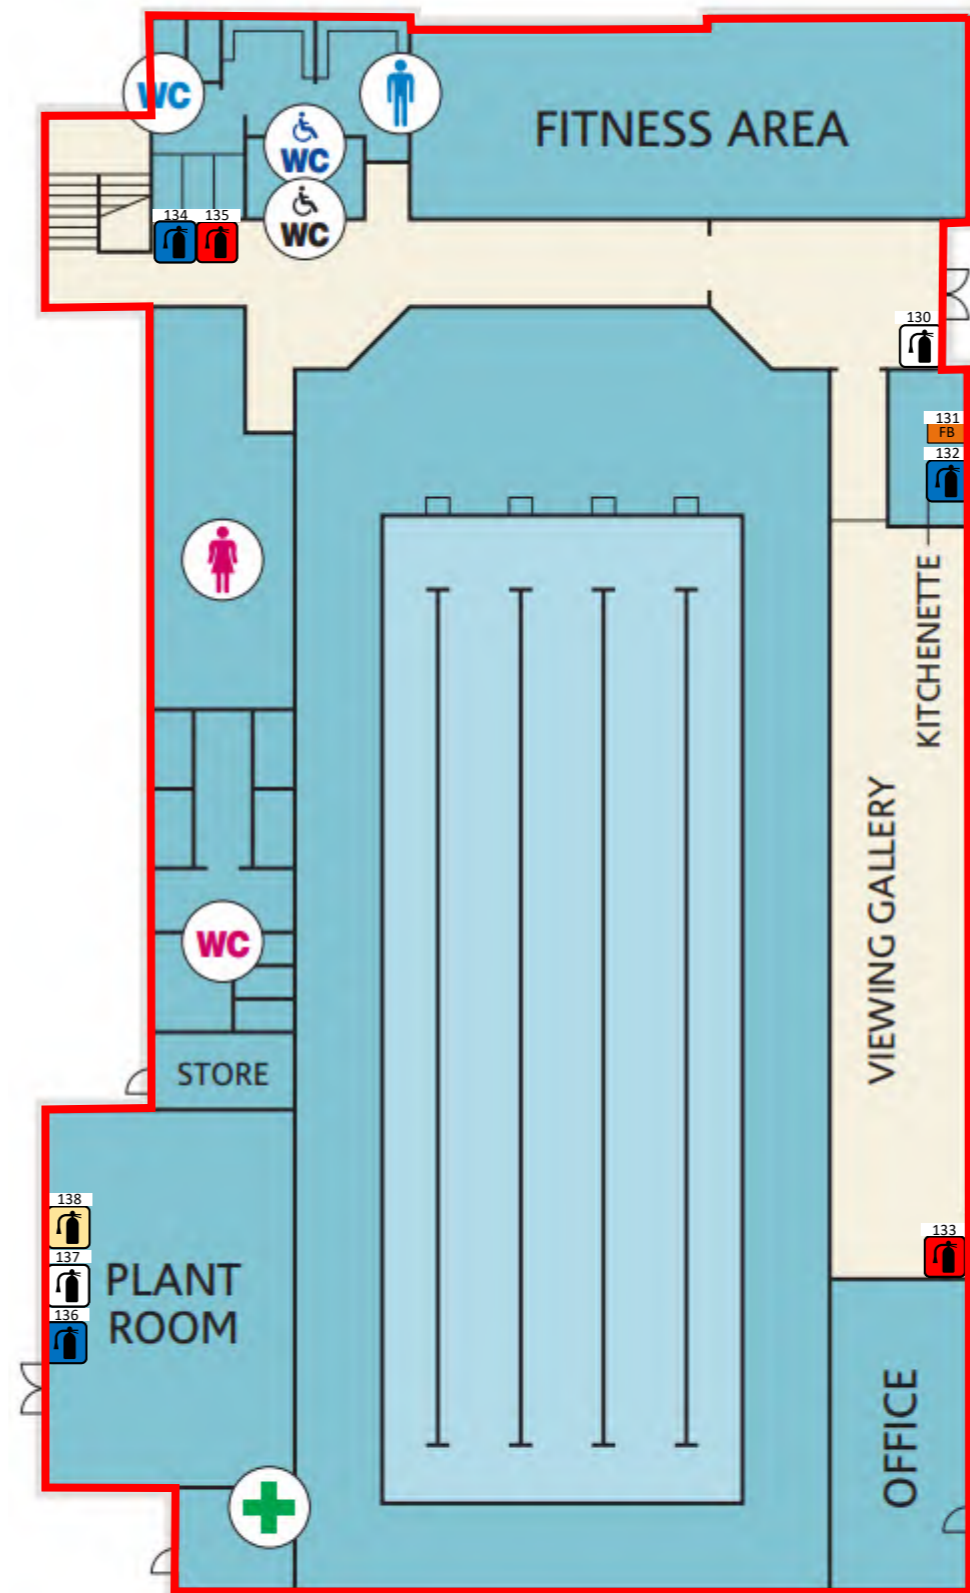 WC
FITNESS AREA
WC
WC
134
135
130
131
FB
132
KITCHENETTE
VIEWING GALLERY
WC
STORE
138
137
136
PLANT
ROOM
133
OFFICE